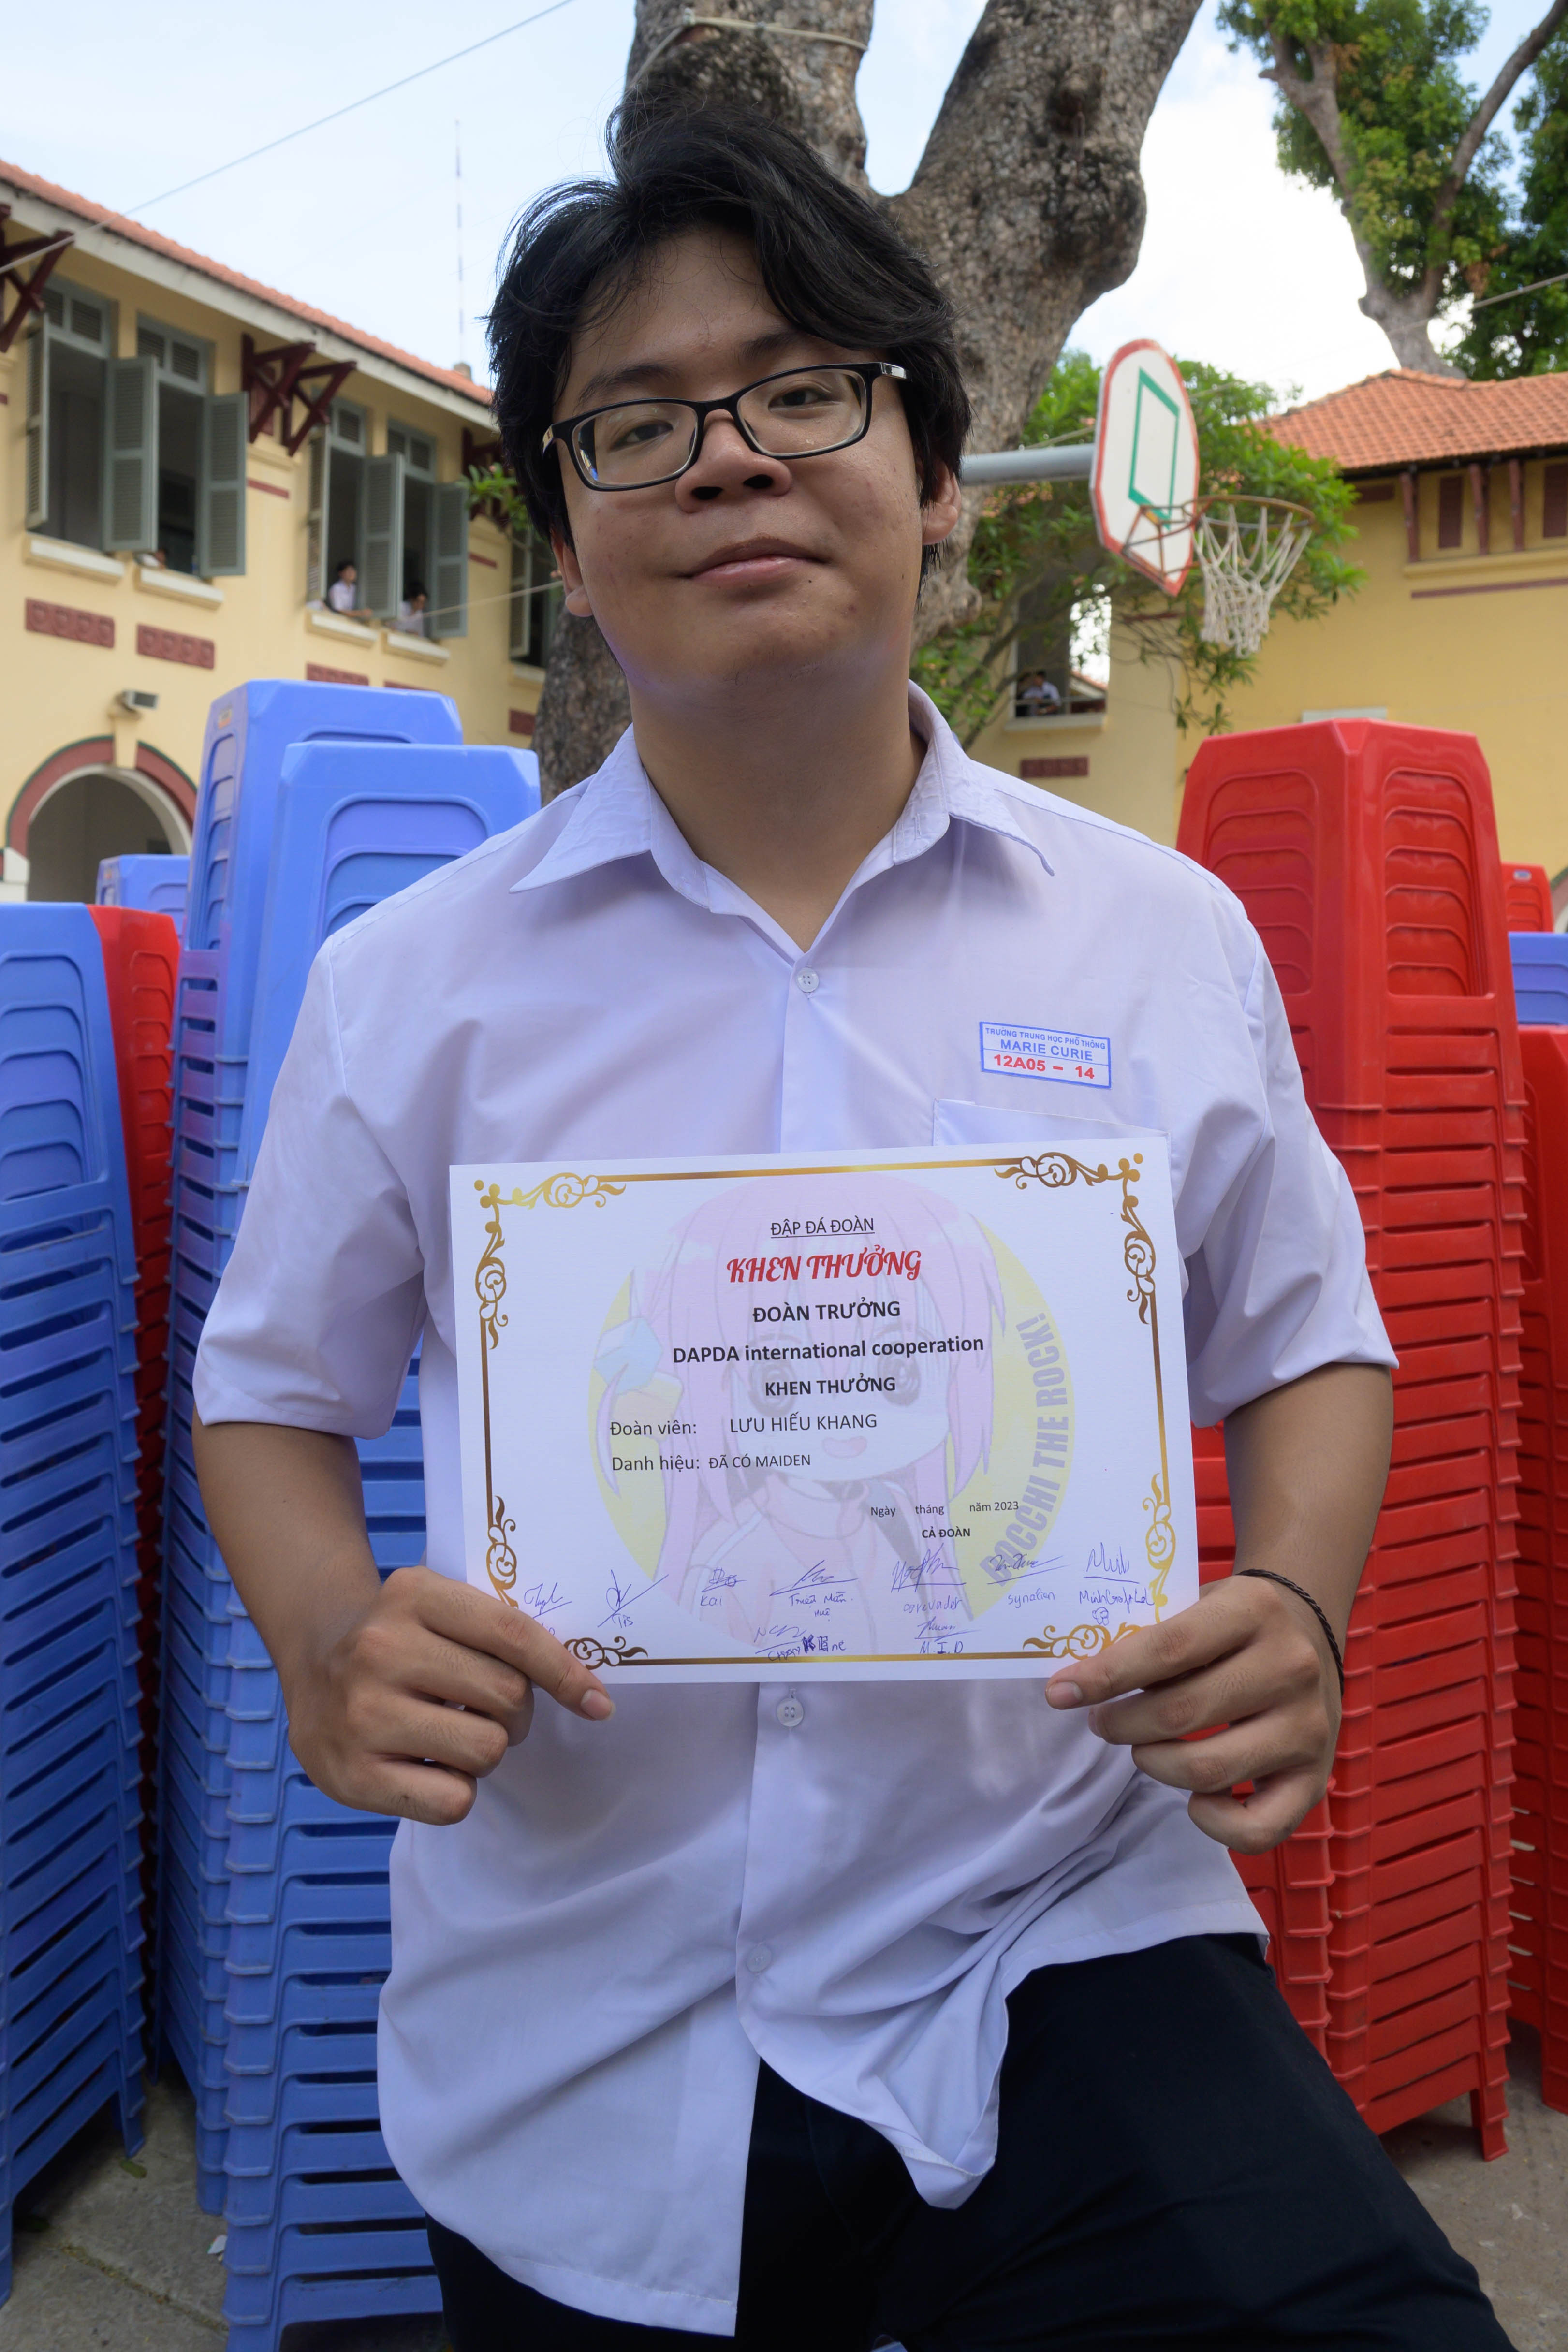 TRƯỜNG TRUNG HỌC PHỔ THÔNG
MARIE CURIE
12A05 - 14
ĐẬP ĐÁ ĐOÀN
KHEN THƯỞNG
ĐOÀN TRƯỞNG
DAPDA international cooperation
KHEN THƯỞNG
Đoàn viên: LƯU HIẾU KHANG
Danh hiệu: ĐÃ CÓ MAIDEN
BOCCHI THE ROCK!
Ngày tháng năm 2023
CẢ ĐOÀN
synalion
M.I.D